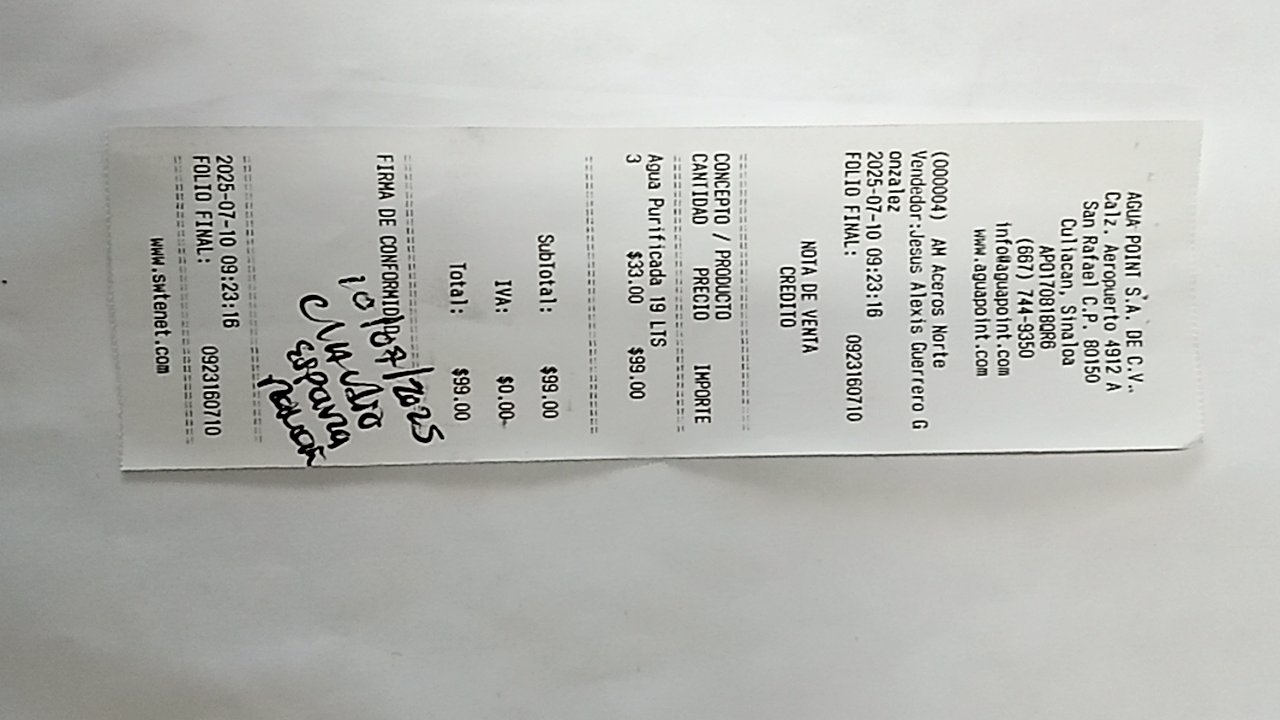 AGUA POINT S.A. DE C.V.
Calz. Aeropuerto 4912 A
San Rafael C.P. 80150
Culiacan, Sinaloa
APO170818QR6
(667) 744-9350
info@aguapoint.com
www.aguapoint.com
(000004) AM Aceros Norte
Vendedor:Jesus Alexis Guerrero G
onzalez
2025-07-10 09:23:16
FOLIO FINAL: 0923160710
NOTA DE VENTA
CREDITO
================================
CONCEPTO / PRODUCTO
CANTIDAD PRECIO IMPORTE
================================
Agua Purificada 19 LTS
3 $33.00 $99.00
================================
SubTotal: $99.00
IVA: $0.00
Total: $99.00
================================
FIRMA DE CONFORMIDAD
10/07/2025
Claudio
Esparza
================================
2025-07-10 09:23:16
FOLIO FINAL: 0923160710
================================
www.swtenet.com